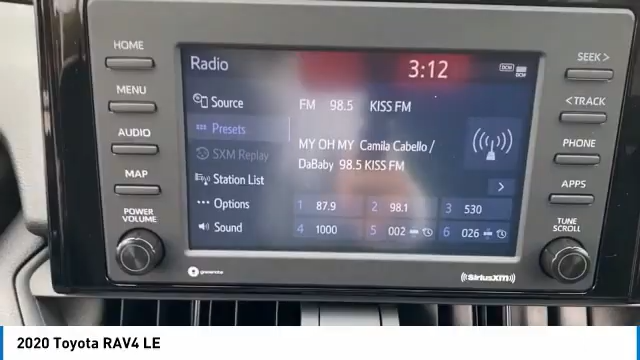 HOME
MENU
AUDIO
MAP
POWER
VOLUME
Radio
3:12
DCM
Source
Presets
SXM Replay
Station List
Options
Sound
FM 98.5 KISS FM
MY OH MY Camila Cabello /
DaBaby 98.5 KISS FM
>
1 87.9 2 98.1 3 530
4 1000 5 002 6 026
SEEK >
< TRACK
PHONE
APPS
TUNE
SCROLL
gracenote
((SiriusXM))
2020 Toyota RAV4 LE